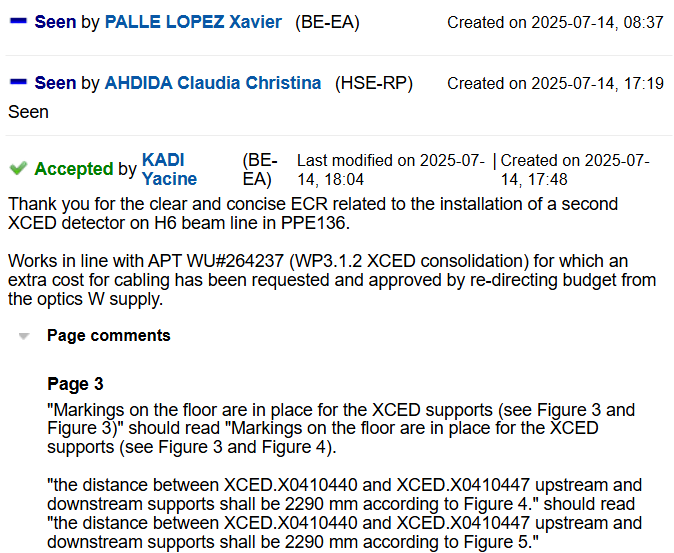 Seen by PALLE LOPEZ Xavier (BE-EA) Created on 2025-07-14, 08:37
Seen by AHDIDA Claudia Christina (HSE-RP) Created on 2025-07-14, 17:19
Seen
Accepted by KADI Yacine (BE-EA) Last modified on 2025-07-14, 18:04 | Created on 2025-07-14, 17:48
Thank you for the clear and concise ECR related to the installation of a second
XCED detector on H6 beam line in PPE136.
Works in line with APT WU#264237 (WP3.1.2 XCED consolidation) for which an
extra cost for cabling has been requested and approved by re-directing budget from
the optics W supply.
Page comments
Page 3
"Markings on the floor are in place for the XCED supports (see Figure 3 and
Figure 3)" should read "Markings on the floor are in place for the XCED
supports (see Figure 3 and Figure 4).
"the distance between XCED.X0410440 and XCED.X0410447 upstream and
downstream supports shall be 2290 mm according to Figure 4." should read
"the distance between XCED.X0410440 and XCED.X0410447 upstream and
downstream supports shall be 2290 mm according to Figure 5."